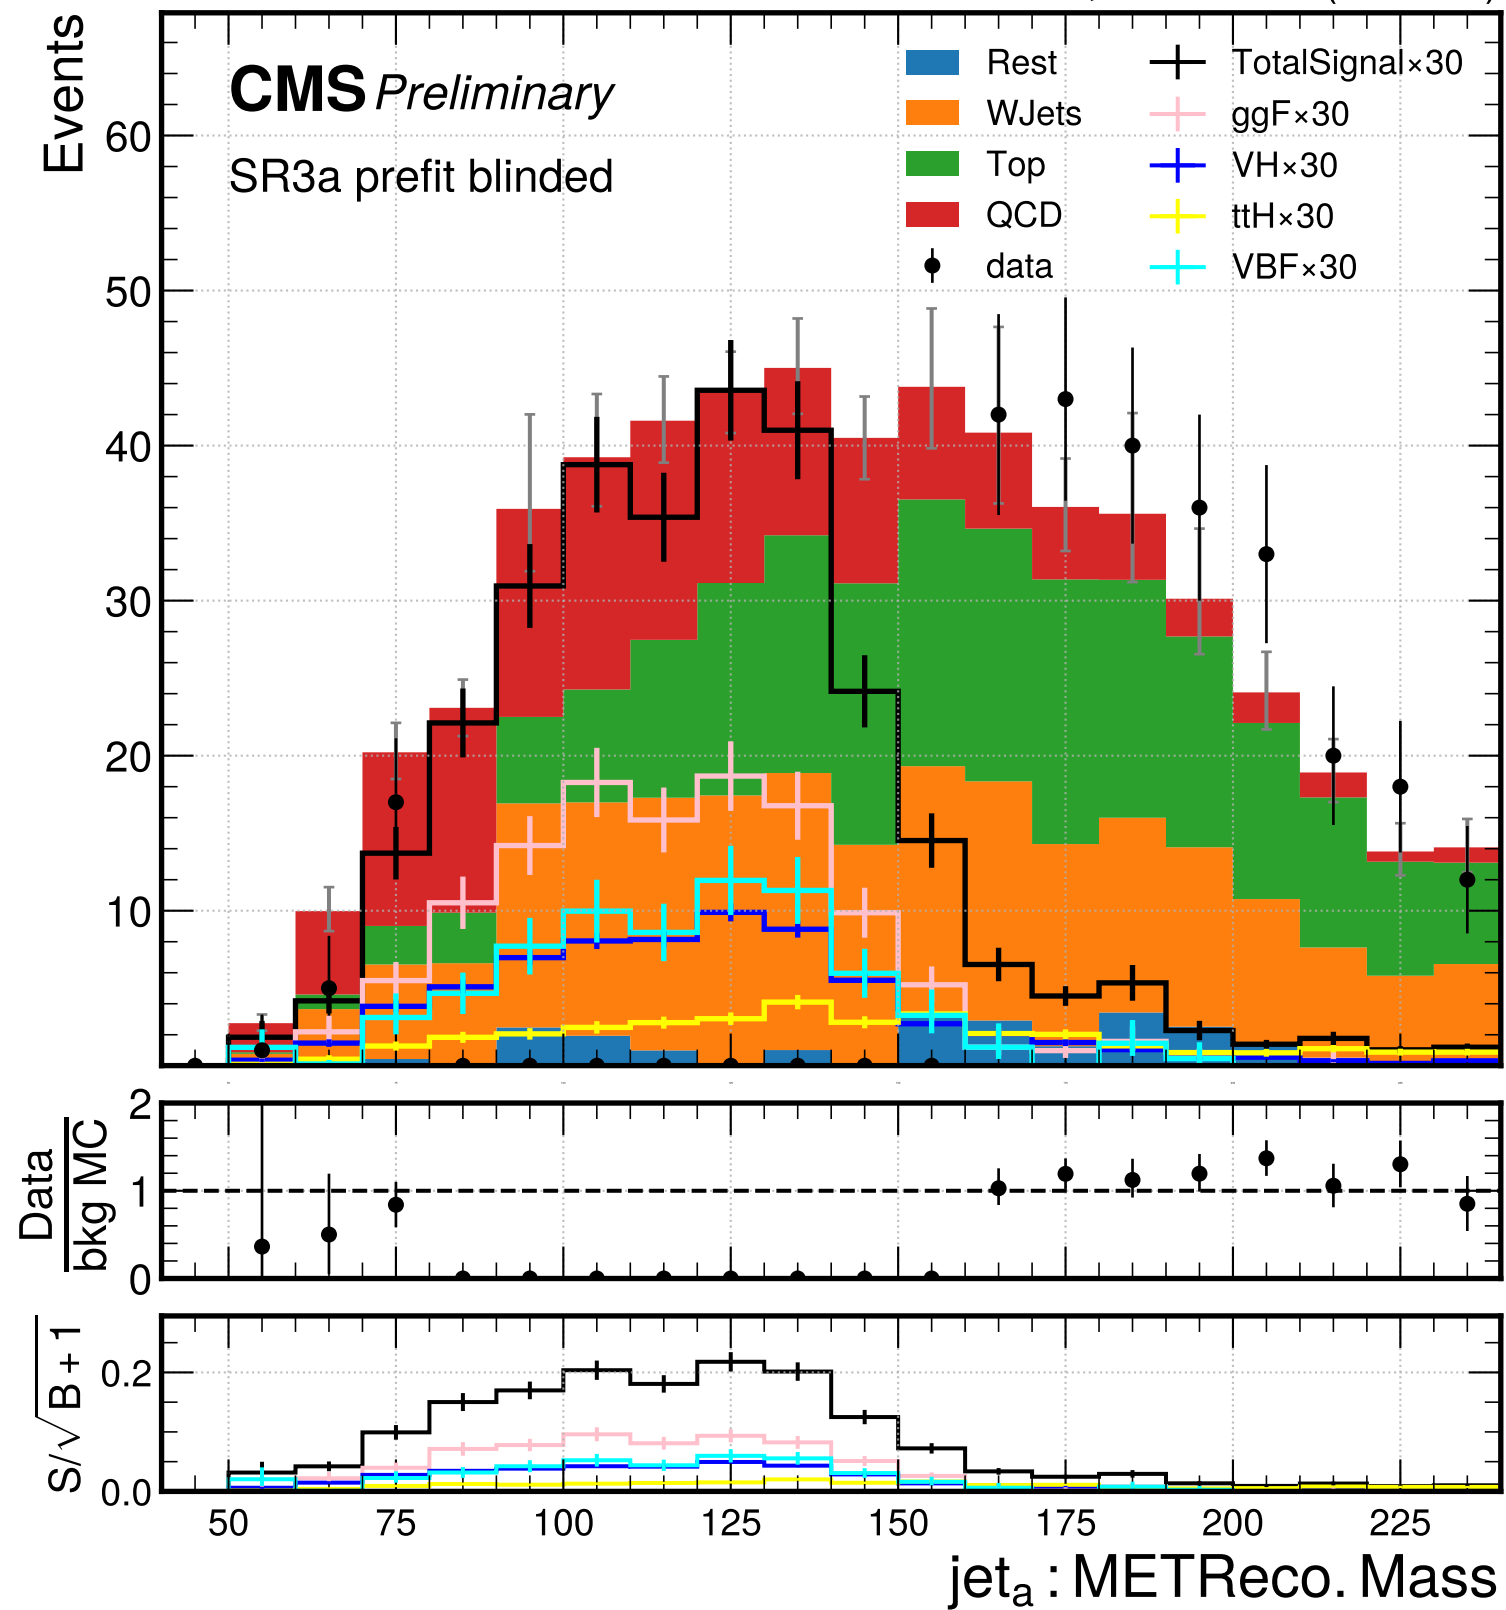 CMS Preliminary
SR3a prefit blinded
Rest
WJets
Top
QCD
data
TotalSignal×30
ggF×30
VH×30
ttH×30
VBF×30
Events
60
50
40
30
20
10
Data
bkg MC
2
1
0
S/√B + 1
0.2
0.0
50 75 100 125 150 175 200 225
jeta : METReco. Mass